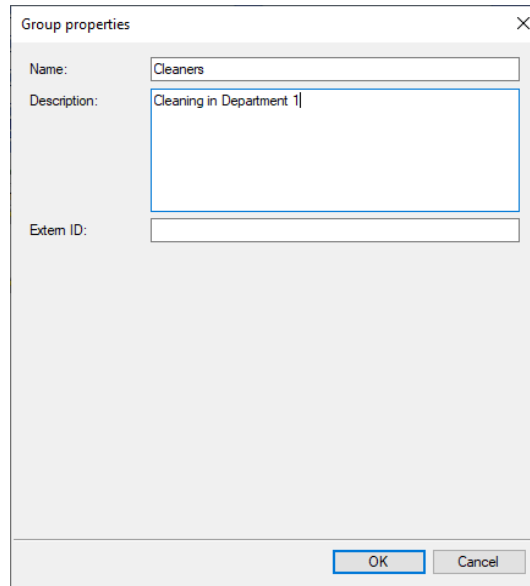 Group properties
Name: Cleaners
Description: Cleaning in Department 1
Extern ID:
OK Cancel